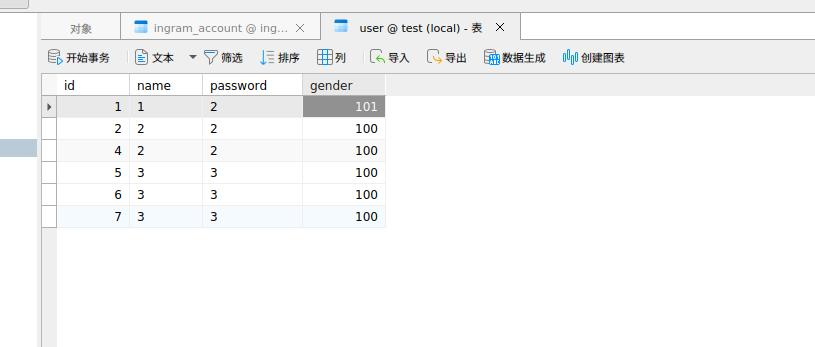 对象 ingram_account @ ing... user @ test (local) - 表
开始事务 文本 筛选 排序 列 导入 导出 数据生成 创建图表
id name password gender
1 1 2 101
2 2 2 100
4 2 2 100
5 3 3 100
6 3 3 100
7 3 3 100